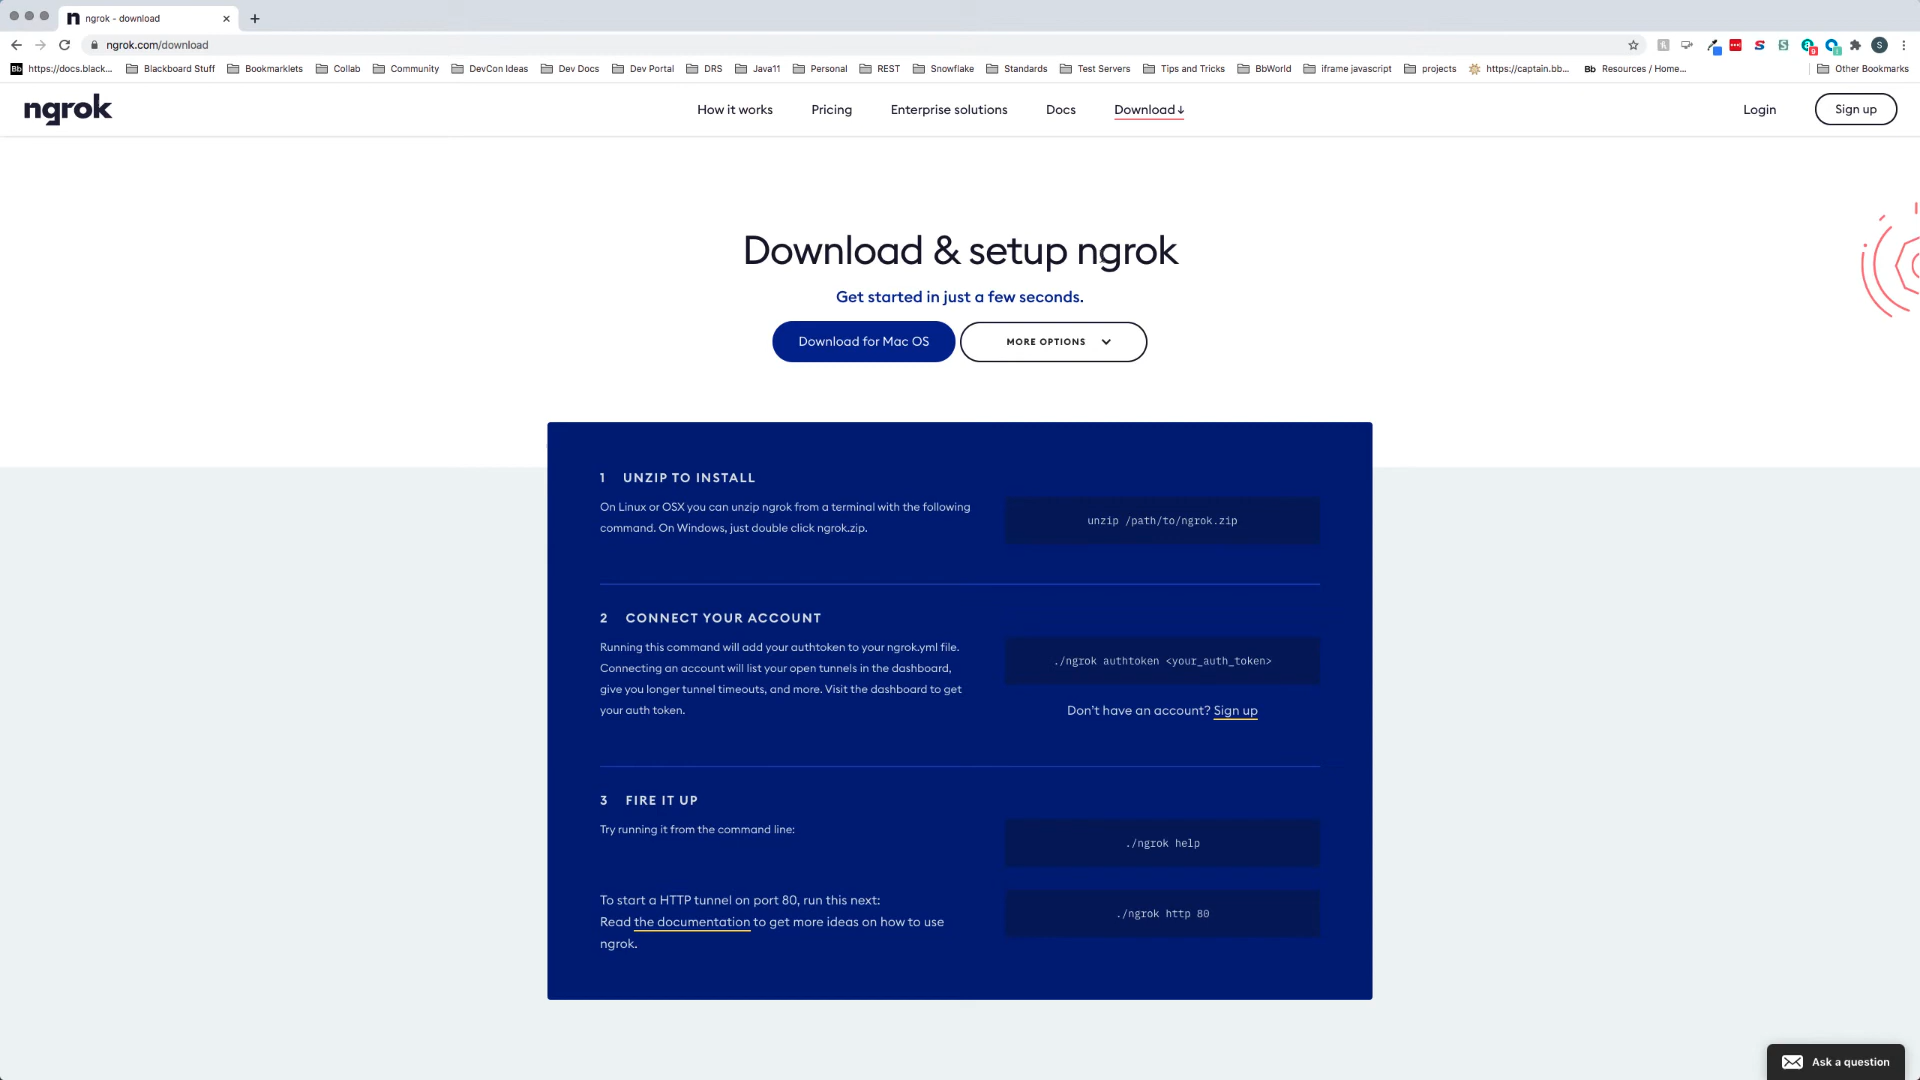 ngrok - download
ngrok.com/download
Bb https://docs.black... Blackboard Stuff Bookmarklets Collab Community DevCon Ideas Dev Docs Dev Portal DRS Java11 Personal REST Snowflake Standards Test Servers Tips and Tricks BbWorld iframe javascript projects https://captain.bb... Bb Resources / Home... Other Bookmarks
ngrok How it works Pricing Enterprise solutions Docs Download↓ Login Sign up
Download & setup ngrok
Get started in just a few seconds.
Download for Mac OS MORE OPTIONS
1 UNZIP TO INSTALL
On Linux or OSX you can unzip ngrok from a terminal with the following
command. On Windows, just double click ngrok.zip.
unzip /path/to/ngrok.zip
2 CONNECT YOUR ACCOUNT
Running this command will add your authtoken to your ngrok.yml file.
Connecting an account will list your open tunnels in the dashboard,
give you longer tunnel timeouts, and more. Visit the dashboard to get
your auth token.
./ngrok authtoken <your_auth_token>
Don't have an account? Sign up
3 FIRE IT UP
Try running it from the command line:
./ngrok help
To start a HTTP tunnel on port 80, run this next:
Read the documentation to get more ideas on how to use
ngrok.
./ngrok http 80
Ask a question